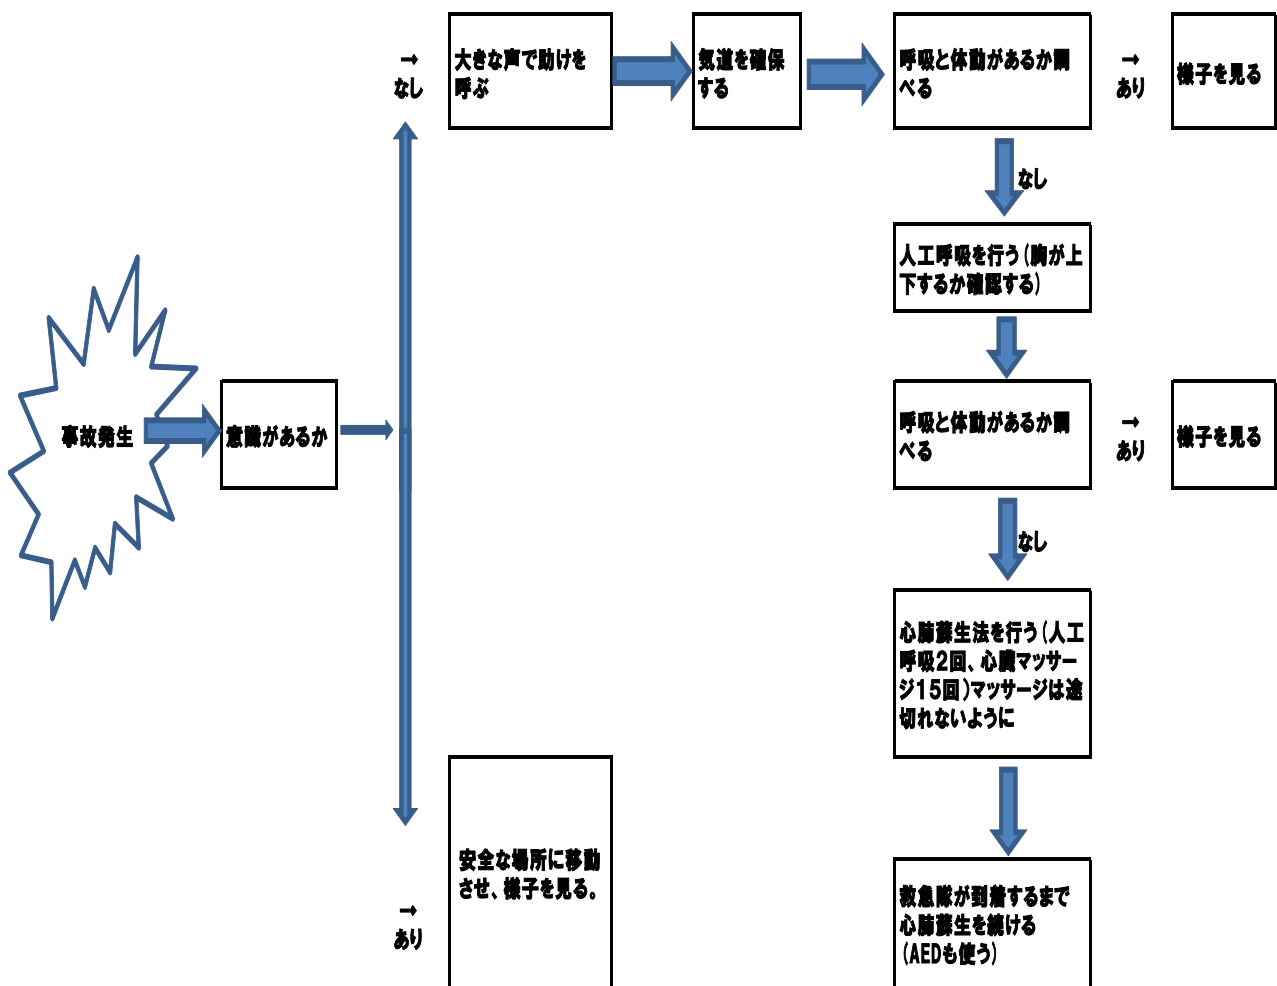 →
なし
大きな声で助けを
呼ぶ
気道を確保
する
呼吸と体動があるか調
べる
→
あり
様子を見る
なし
人工呼吸を行う(胸が上
下するか確認する)
事故発生
意識があるか
呼吸と体動があるか調
べる
→
あり
様子を見る
なし
心肺蘇生法を行う(人工
呼吸2回、心臓マッサー
ジ15回)マッサージは途
切れないように
→
あり
安全な場所に移動
させ、様子を見る。
救急隊が到着するまで
心肺蘇生を続ける
(AEDも使う)